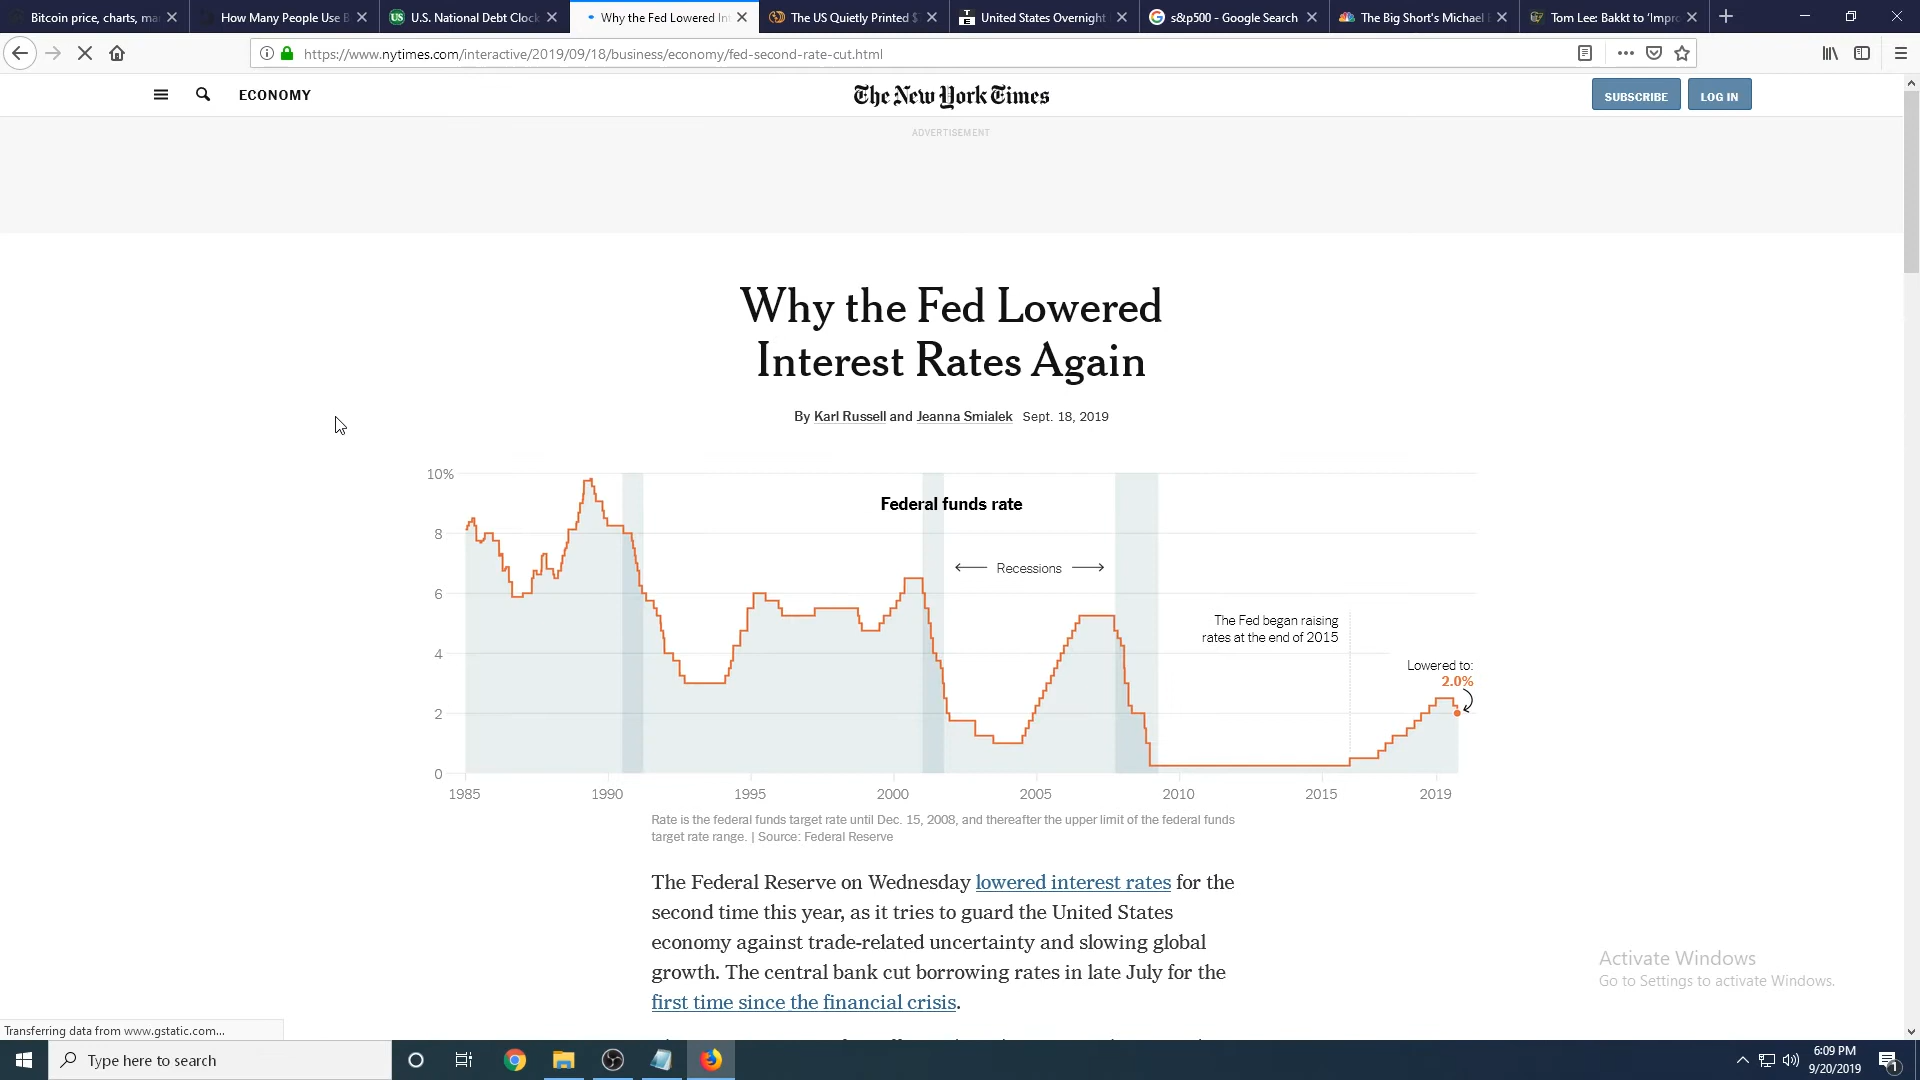 Bitcoin price, charts, ma
How Many People Use B
U.S. National Debt Clock
Why the Fed Lowered In
The US Quietly Printed $
United States Overnight
s&p500 - Google Search
The Big Short's Michael
Tom Lee: Bakkt to 'Impro
https://www.nytimes.com/interactive/2019/09/18/business/economy/fed-second-rate-cut.html
ECONOMY
The New York Times
SUBSCRIBE
LOG IN
ADVERTISEMENT
Why the Fed Lowered
Interest Rates Again
By Karl Russell and Jeanna Smialek Sept. 18, 2019
10%
Federal funds rate
8
Recessions
6
The Fed began raising
rates at the end of 2015
4
Lowered to:
2.0%
2
0
1985 1990 1995 2000 2005 2010 2015 2019
Rate is the federal funds target rate until Dec. 15, 2008, and thereafter the upper limit of the federal funds
target rate range. | Source: Federal Reserve
The Federal Reserve on Wednesday lowered interest rates for the
second time this year, as it tries to guard the United States
economy against trade-related uncertainty and slowing global
growth. The central bank cut borrowing rates in late July for the
first time since the financial crisis.
Activate Windows
Go to Settings to activate Windows.
Transferring data from www.gstatic.com...
Type here to search
6:09 PM
9/20/2019
1